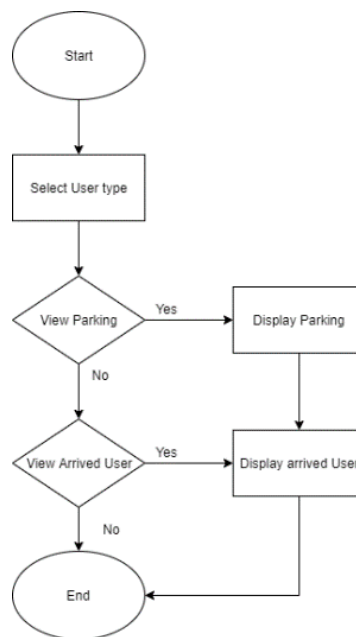 Start
Select User type
View Parking
Yes
Display Parking
No
View Arrived User
Yes
Display arrived User
No
End